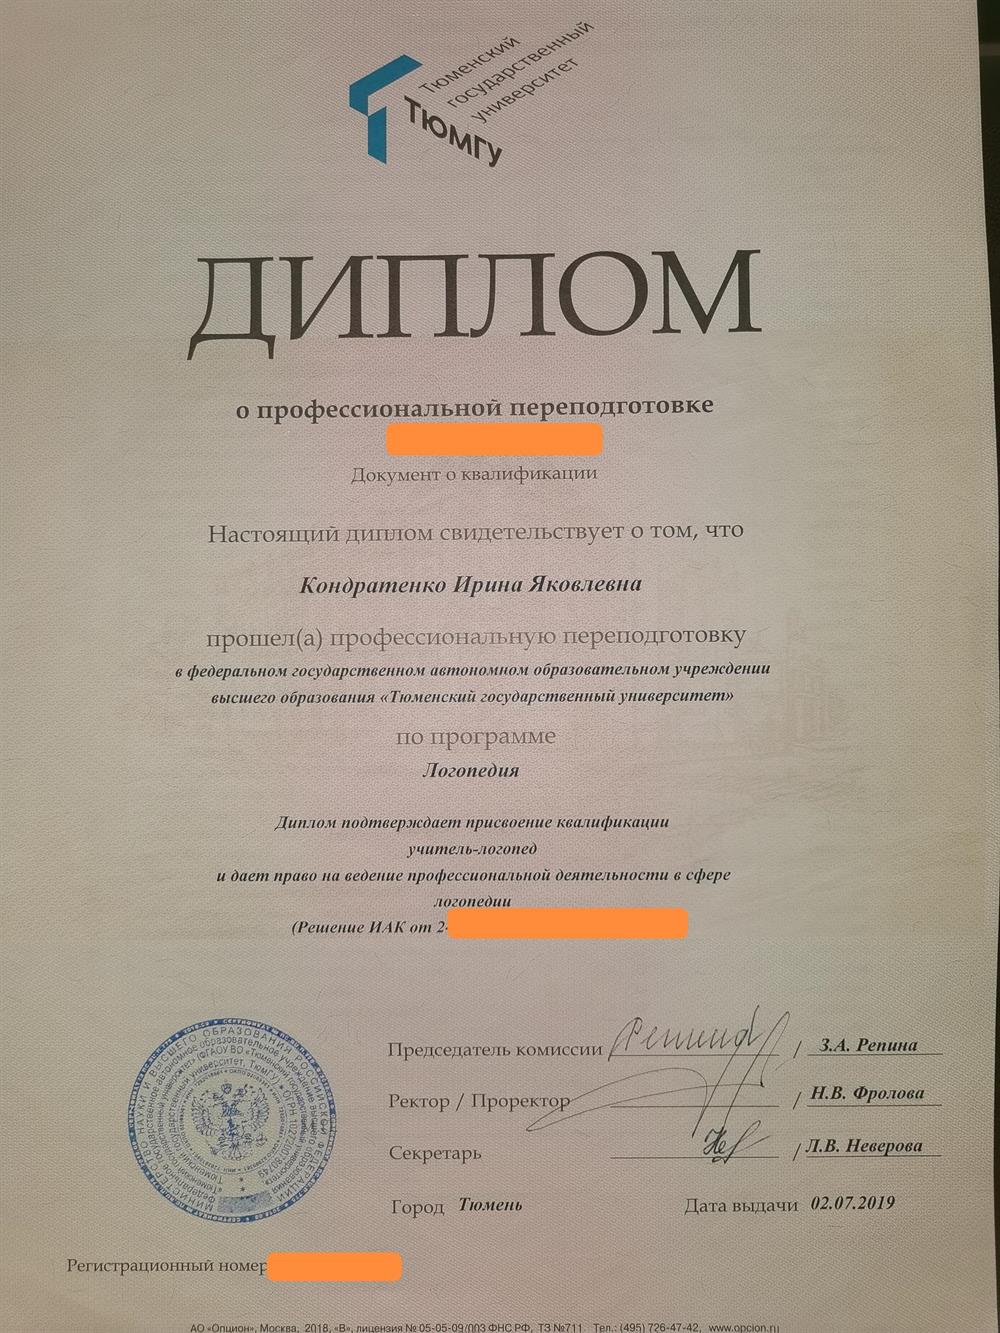 Тюменский
государственный
университет
ТЮМГУ
ДИПЛОМ
о профессиональной переподготовке
Документ о квалификации
Настоящий диплом свидетельствует о том, что
Кондратенко Ирина Яковлевна
прошел(а) профессиональную переподготовку
в федеральном государственном автономном образовательном учреждении
высшего образования «Тюменский государственный университет»
по программе
Логопедия
Диплом подтверждает присвоение квалификации
учитель-логопед
и дает право на ведение профессиональной деятельности в сфере
логопедии
(Решение ИАК от 2
Председатель комиссии / З.А. Репина
Ректор / Проректор / Н.В. Фролова
Секретарь / Л.В. Неверова
Город Тюмень Дата выдачи 02.07.2019
Регистрационный номер
АО «Опцион», Москва, 2018, «В», лицензия № 05-05-09/003 ФНС РФ, ТЗ №711 Тел.: (495) 726-47-42, www.opcion.ru